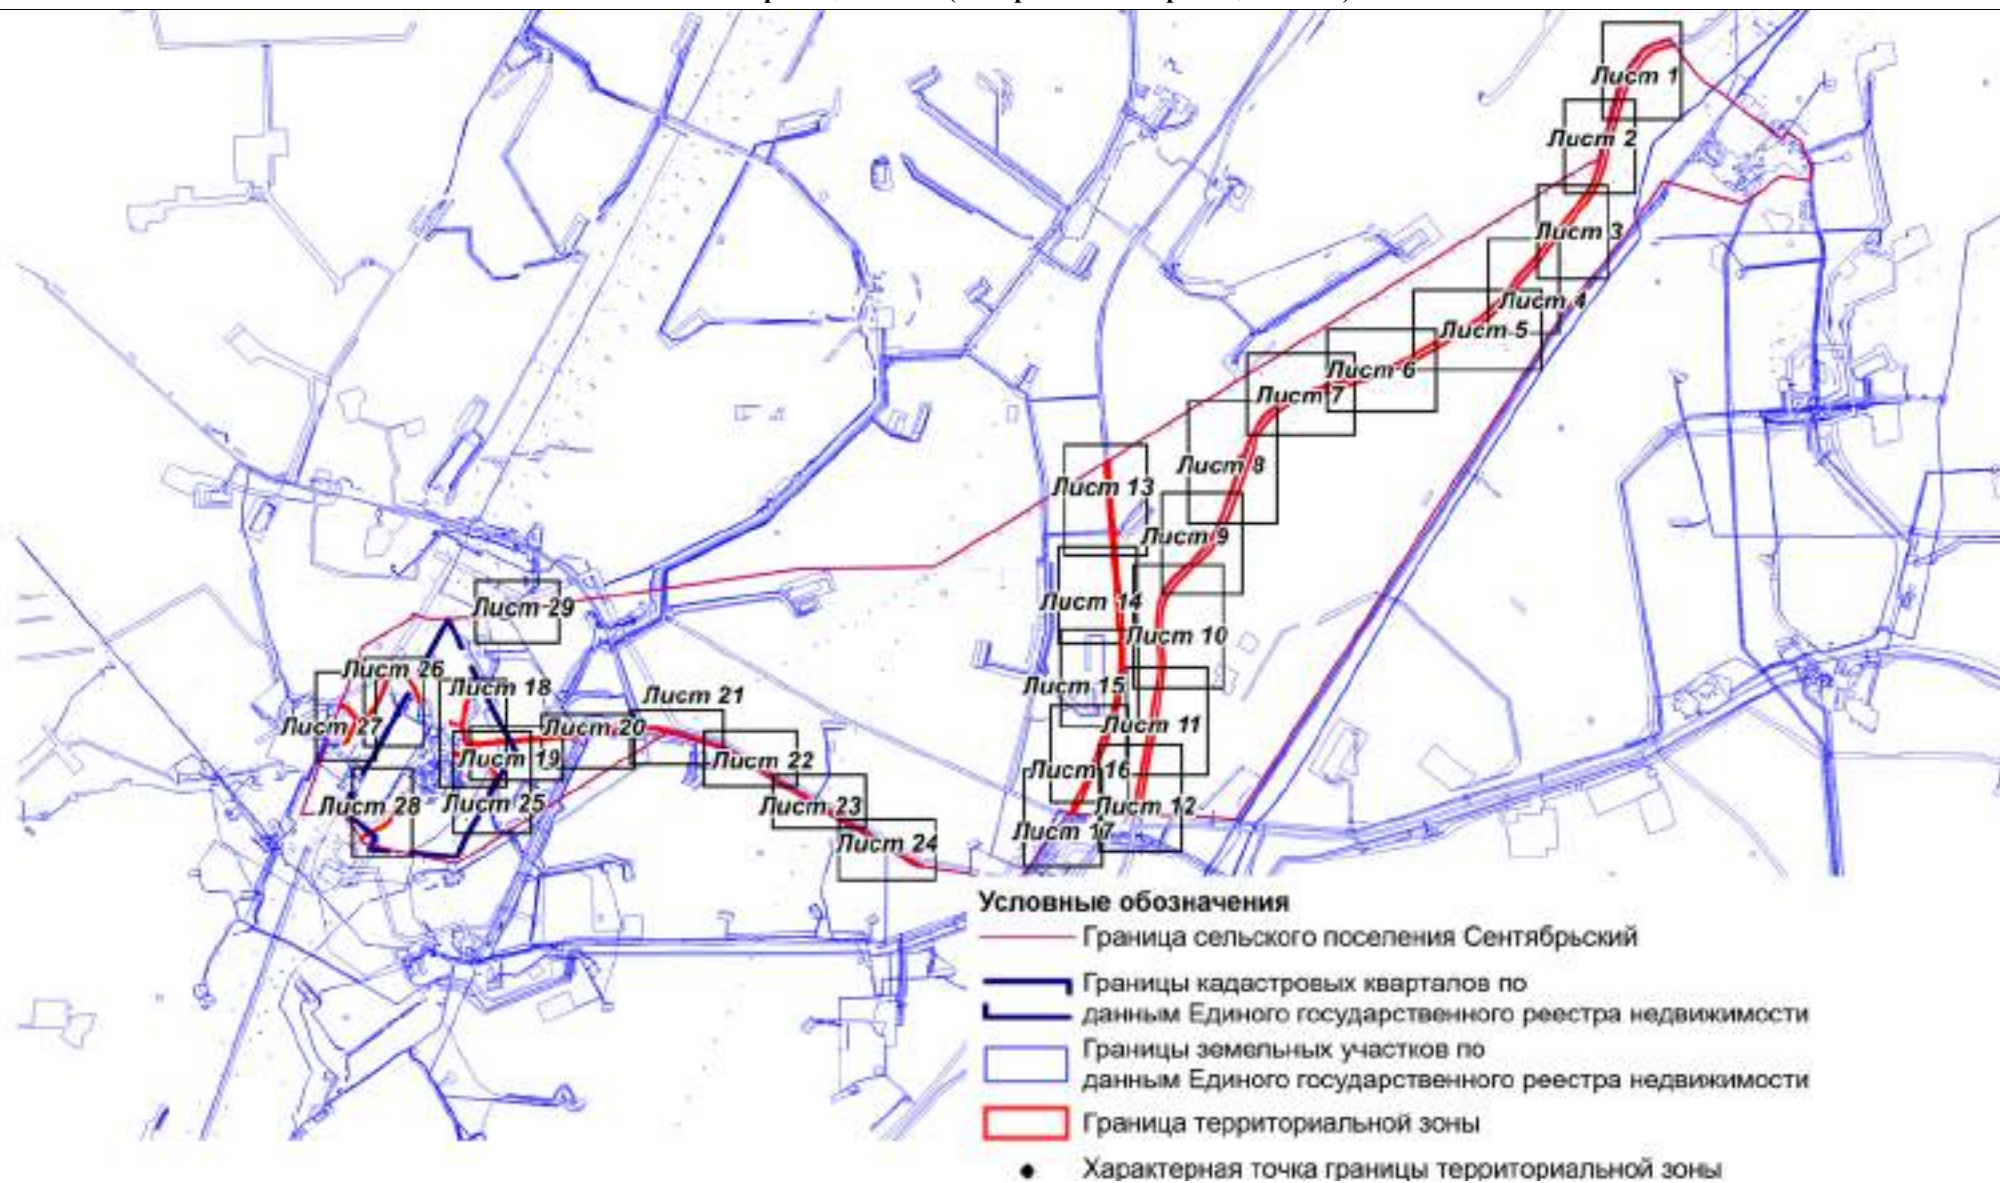 Лист 1
Лист 2
Лист 3
Лист 4
Лист 5
Лист 6
Лист 7
Лист 8
Лист 13
Лист 9
Лист 14
Лист 29
Лист 10
Лист 26
Лист 18
Лист 15
Лист 21
Лист 27
Лист 20
Лист 11
Лист 19
Лист 22
Лист 16
Лист 28
Лист 25
Лист 23
Лист 12
Лист 17
Лист 24
Условные обозначения
Граница сельского поселения Сентябрьский
Границы кадастровых кварталов по
данным Единого государственного реестра недвижимости
Границы земельных участков по
данным Единого государственного реестра недвижимости
Граница территориальной зоны
Характерная точка границы территориальной зоны